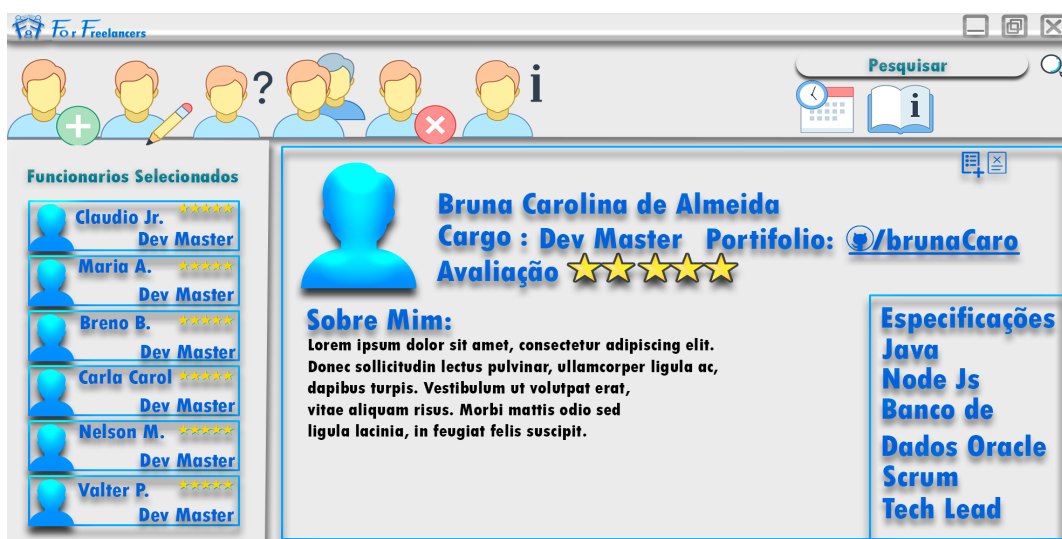 For Freelancers
Pesquisar
Funcionarios Selecionados
Claudio Jr.
Dev Master
Maria A.
Dev Master
Breno B.
Dev Master
Carla Carol
Dev Master
Nelson M.
Dev Master
Valter P.
Dev Master
Bruna Carolina de Almeida
Cargo : Dev Master Portifolio: /brunaCaro
Avaliação
Sobre Mim:
Lorem ipsum dolor sit amet, consectetur adipiscing elit.
Donec sollicitudin lectus pulvinar, ullamcorper ligula ac,
dapibus turpis. Vestibulum ut volutpat erat,
vitae aliquam risus. Morbi mattis odio sed
ligula lacinia, in feugiat felis suscipit.
Especificações
Java
Node Js
Banco de
Dados Oracle
Scrum
Tech Lead